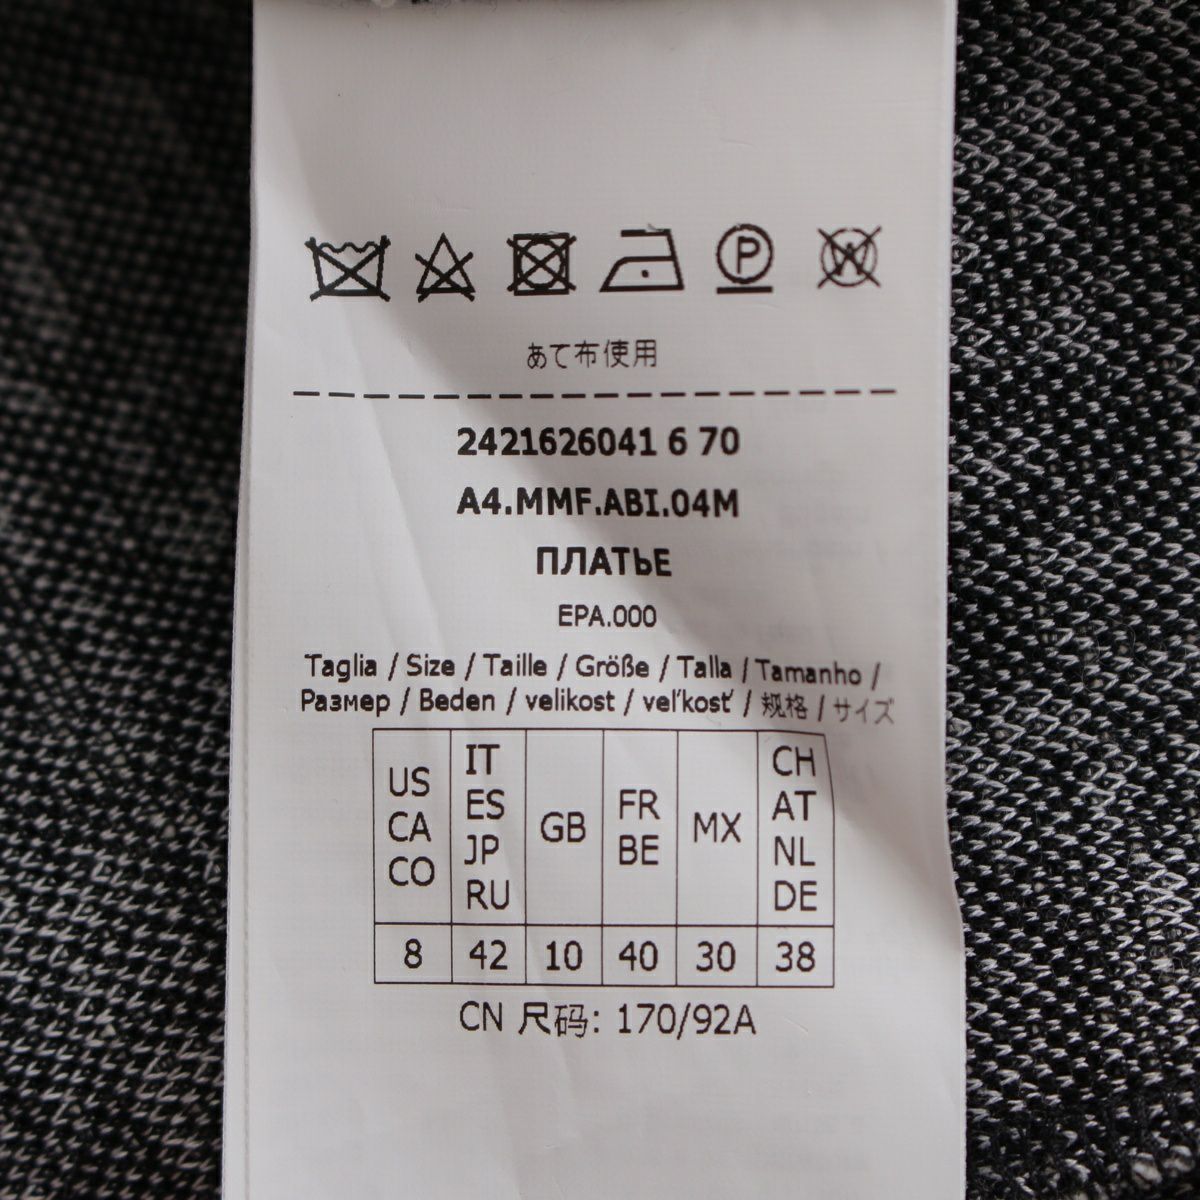 P W
あて布使用
2421626041 6 70
A4.MMF.ABI.04M
ПЛАТЬЕ
EPA.000
Taglia / Size / Taille / Größe / Talla / Tamanho /
Размер / Beden / velikost / veľkosť / 规格 / サイズ
US CA CO IT ES JP RU GB FR BE MX CH AT NL DE
8 42 10 40 30 38
CN 尺码: 170/92A